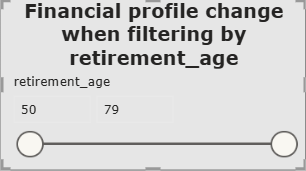 Financial profile change
when filtering by
retirement_age
retirement_age
50 79